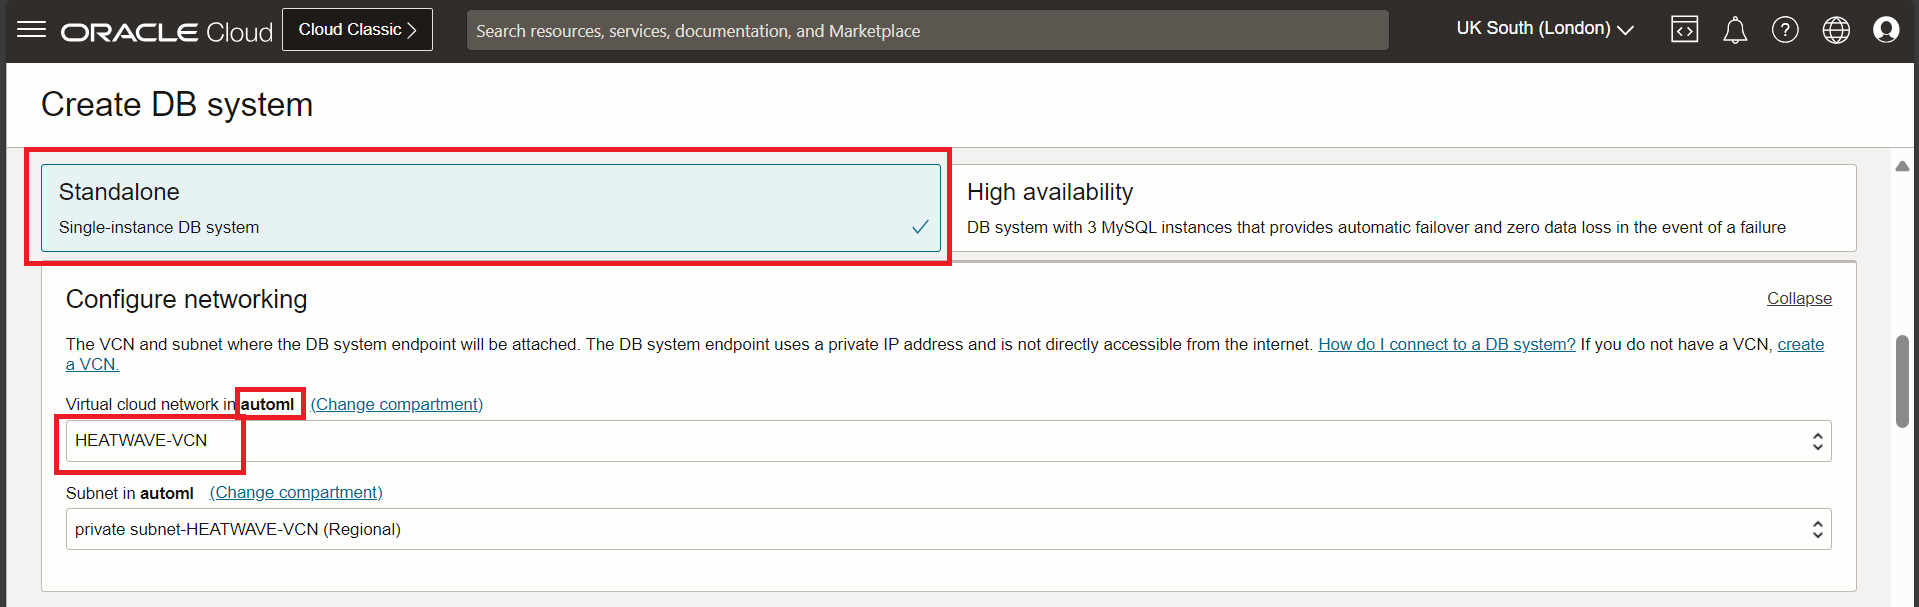 ORACLE Cloud
Cloud Classic
Search resources, services, documentation, and Marketplace
UK South (London)
Create DB system
Standalone
Single-instance DB system
High availability
DB system with 3 MySQL instances that provides automatic failover and zero data loss in the event of a failure
Configure networking
Collapse
The VCN and subnet where the DB system endpoint will be attached. The DB system endpoint uses a private IP address and is not directly accessible from the internet. How do I connect to a DB system? If you do not have a VCN, create
a VCN.
Virtual cloud network in automl (Change compartment)
HEATWAVE-VCN
Subnet in automl (Change compartment)
private subnet-HEATWAVE-VCN (Regional)